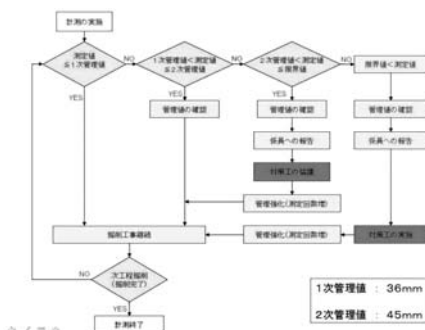 計測の実施
測定値
≦1次管理値
NO
1次管理値<測定値
≦2次管理値
NO
2次管理値<測定値
≦限界値
NO
限界値<測定値
YES
YES
YES
管理値の確認
管理値の確認
管理値の確認
係長への報告
係長への報告
対策工の協議
管理強化(測定回数増)
掘削工事継続
管理強化(測定回数増)
対策工の実施
NO
次工程掘削
(掘削完了)
YES
計測終了
1次管理値 : 36mm
2次管理値 : 45mm